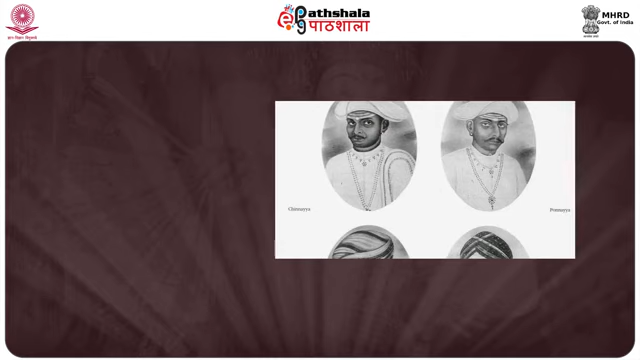 Pathshala
पाठशाला
MHRD
Govt. of India
Chinnayya
Ponnayya